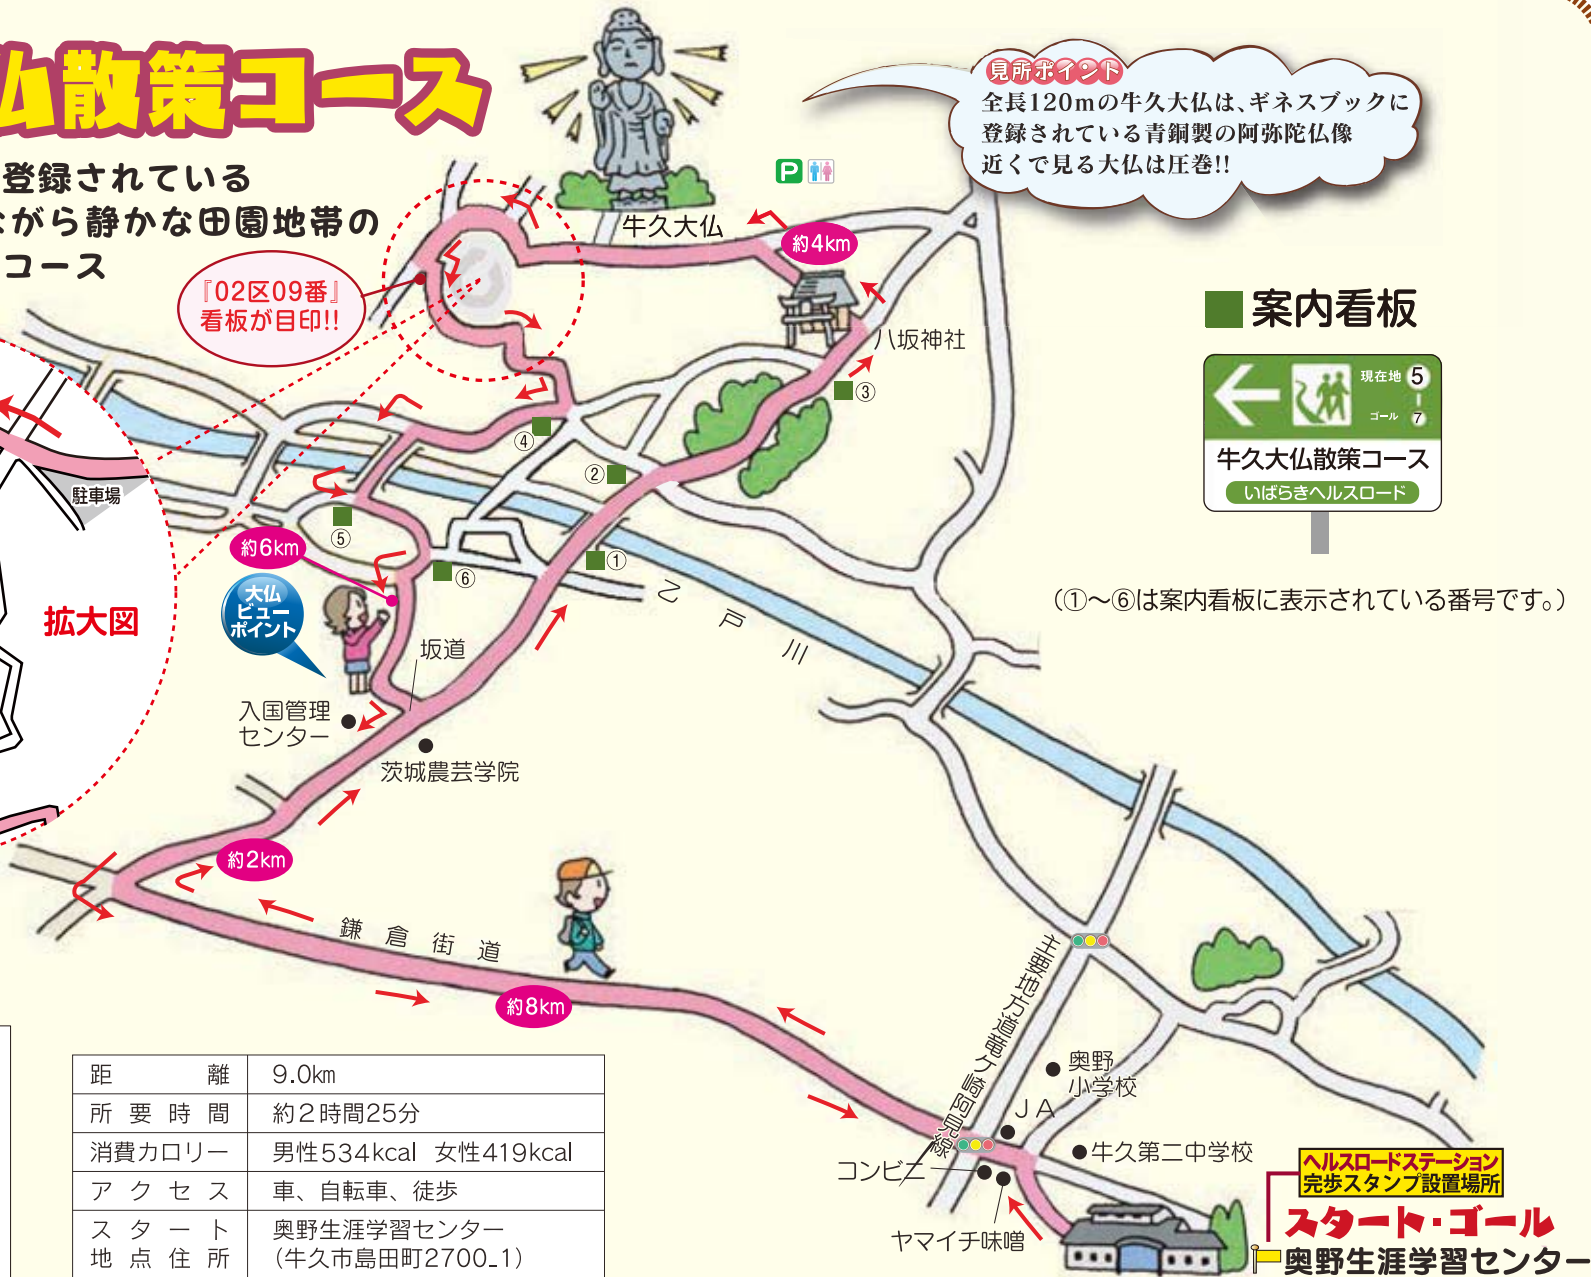 仏散策コース
登録されている
ながら静かな田園地帯の
コース
『02区09番』
看板が目印!!
牛久大仏
見所ポイント
全長120mの牛久大仏は、ギネスブックに
登録されている青銅製の阿弥陀仏像
近くで見る大仏は圧巻!!
P
約4km
八坂神社
案内看板
現在地 5
ゴール 7
牛久大仏散策コース
いばらきヘルスロード
(①〜⑥は案内看板に表示されている番号です。)
③
④
②
⑤
①
⑥
駐車場
拡大図
約6km
大仏
ビュー
ポイント
乙戸川
坂道
入国管理
センター
茨城農芸学院
約2km
鎌倉街道
約8km
主要地方道竜ケ崎阿見線
奥野
小学校
JA
コンビニ
牛久第二中学校
ヤマイチ味噌
ヘルスロードステーション
完歩スタンプ設置場所
スタート・ゴール
奥野生涯学習センター
距離 9.0km
所要時間 約2時間25分
消費カロリー 男性534kcal 女性419kcal
アクセス 車、自転車、徒歩
スタート 奥野生涯学習センター
地点住所 (牛久市島田町2700_1)